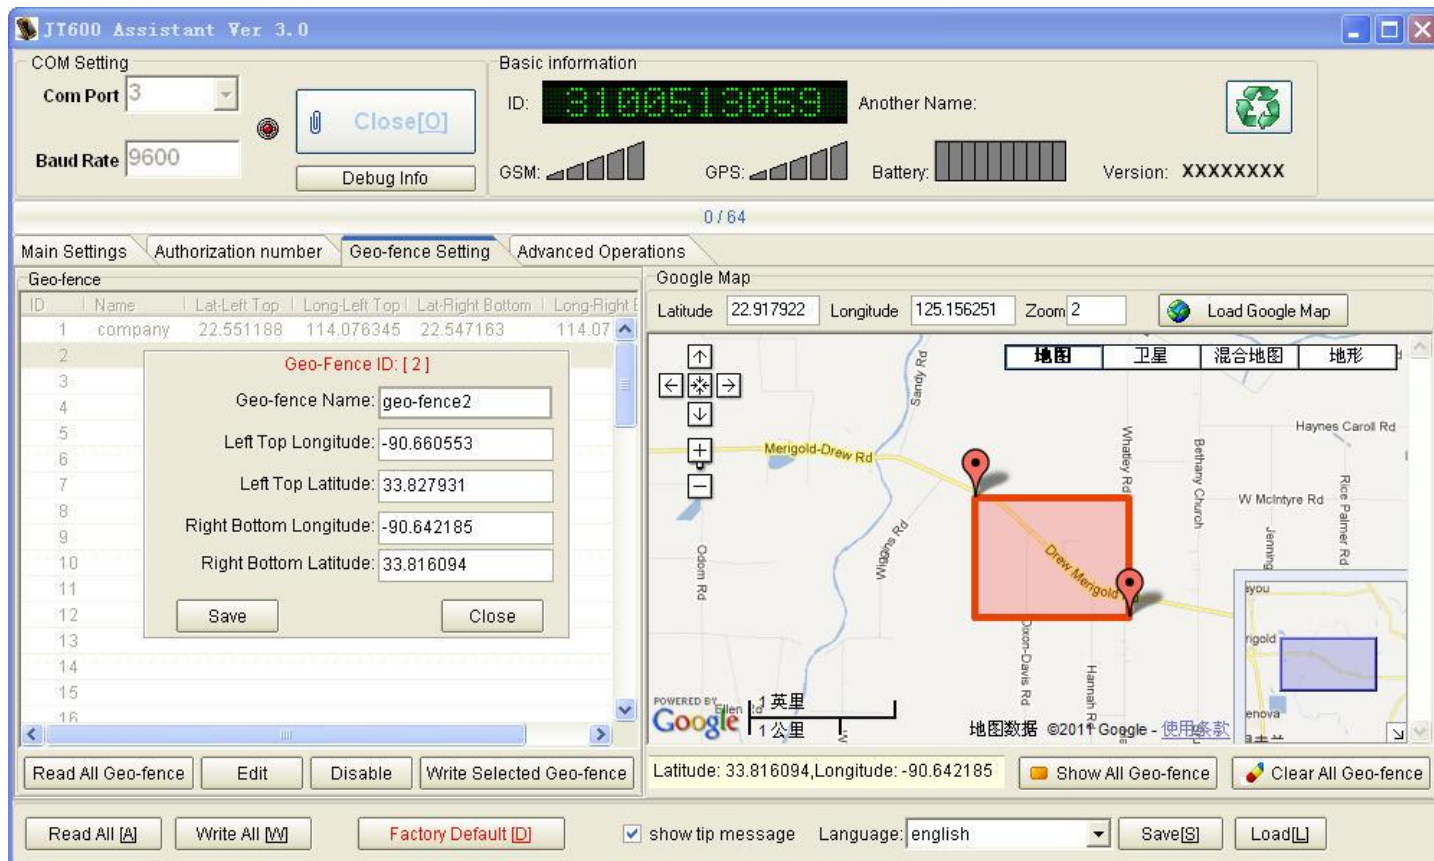 JT600 Assistant Ver 3.0
COM Setting
Com Port 3
Baud Rate 9600
Close[O]
Debug Info
Basic information
ID: 3100513059
Another Name:
GSM:
GPS:
Battery:
Version: XXXXXXXX
0 / 64
Main Settings
Authorization number
Geo-fence Setting
Advanced Operations
Geo-fence
ID Name Lat-Left Top Long-Left Top Lat-Right Bottom Long-Right
1 company 22.551188 114.076345 22.547163 114.07
2
3
4
5
6
7
8
9
10
11
12
13
14
15
16
Geo-Fence ID: [ 2 ]
Geo-fence Name: geo-fence2
Left Top Longitude: -90.660553
Left Top Latitude: 33.827931
Right Bottom Longitude: -90.642185
Right Bottom Latitude: 33.816094
Save
Close
Read All Geo-fence
Edit
Disable
Write Selected Geo-fence
Google Map
Latitude 22.917922 Longitude 125.156251 Zoom 2
Load Google Map
地图
卫星
混合地图
地形
Sandy Rd
Merigold-Drew Rd
Whatley Rd
Bethany Church
Haynes Caroll Rd
W McIntyre Rd
Rice Palmer Rd
Jenning
Odom Rd
Wiggins Rd
Drew Merigold Rd
Dixon-Davis Rd
Hannah Rd
Ellen Rd
POWERED BY
Google
1 英里
1 公里
地图数据 ©2011 Google - 使用条款
ayou
rigold
enova
Latitude: 33.816094,Longitude: -90.642185
Show All Geo-fence
Clear All Geo-fence
Read All [A]
Write All [W]
Factory Default [D]
show tip message
Language: english
Save[S]
Load[L]